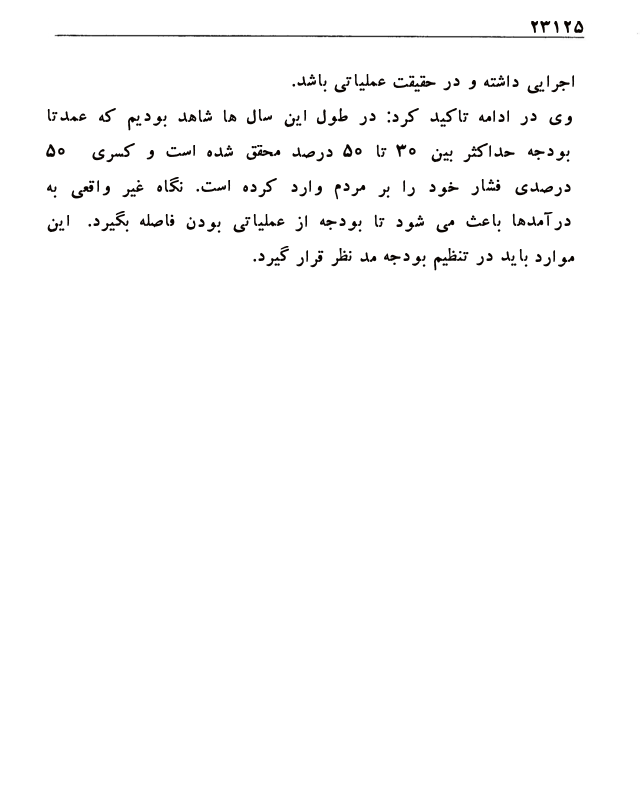 ۲۳۱۲۵
اجرایی داشته و در حقیقت عملیاتی باشد.
وی در ادامه تاکید کرد: در طول این سال ها شاهد بودیم که عمدتا
بودجه حداکثر بین ۳۰ تا ۵۰ درصد محقق شده است و کسری ۵۰
درصدی فشار خود را بر مردم وارد کرده است. نگاه غیر واقعی به
درآمدها باعث می شود تا بودجه از عملیاتی بودن فاصله بگیرد. این
موارد باید در تنظیم بودجه مد نظر قرار گیرد.